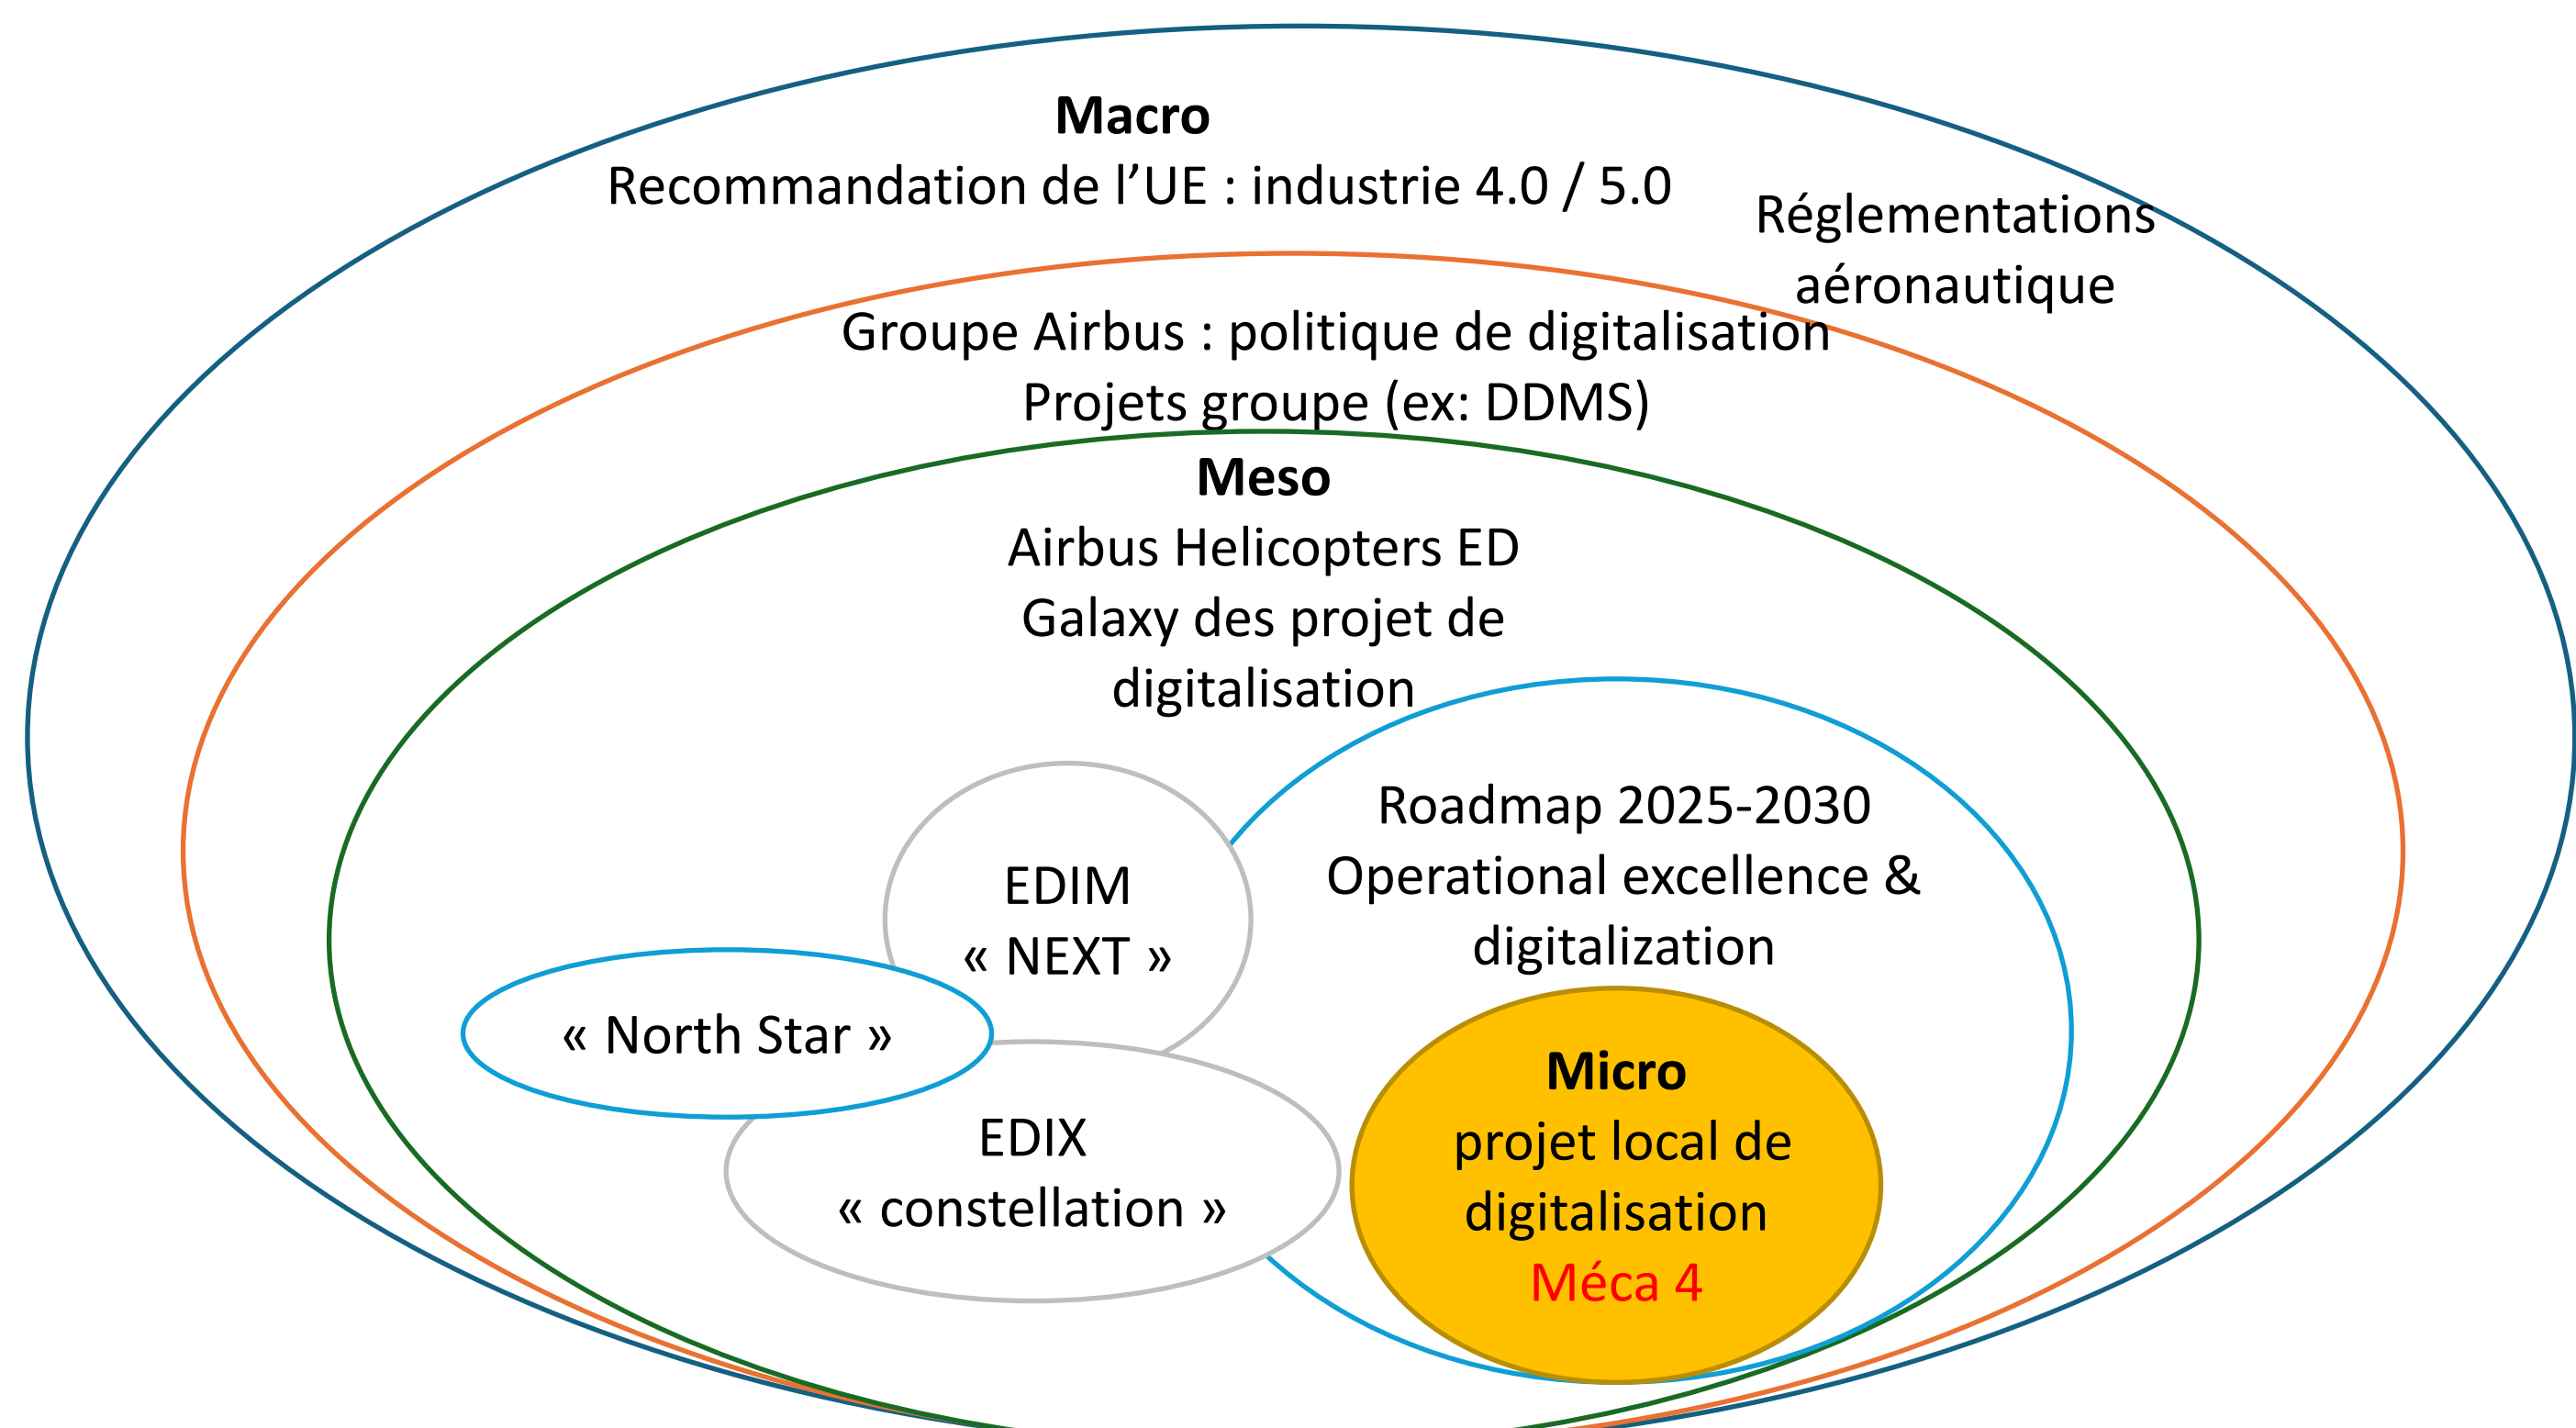 Macro
Recommandation de l’UE : industrie 4.0 / 5.0
Réglementations
aéronautique
Groupe Airbus : politique de digitalisation
Projets groupe (ex: DDMS)
Meso
Airbus Helicopters ED
Galaxy des projet de
digitalisation
Roadmap 2025-2030
Operational excellence &
digitalization
EDIM
« NEXT »
« North Star »
EDIX
« constellation »
Micro
projet local de
digitalisation
Méca 4